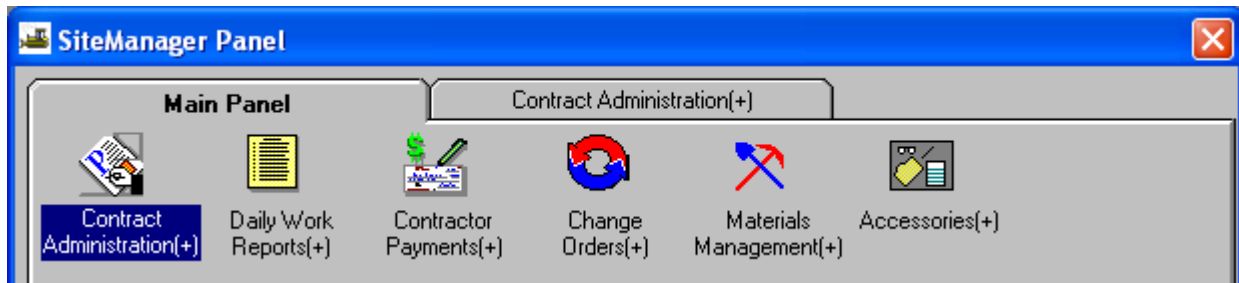 SiteManager Panel
Main Panel
Contract Administration(+)
Contract
Administration(+)
Daily Work
Reports(+)
Contractor
Payments(+)
Change
Orders(+)
Materials
Management(+)
Accessories(+)